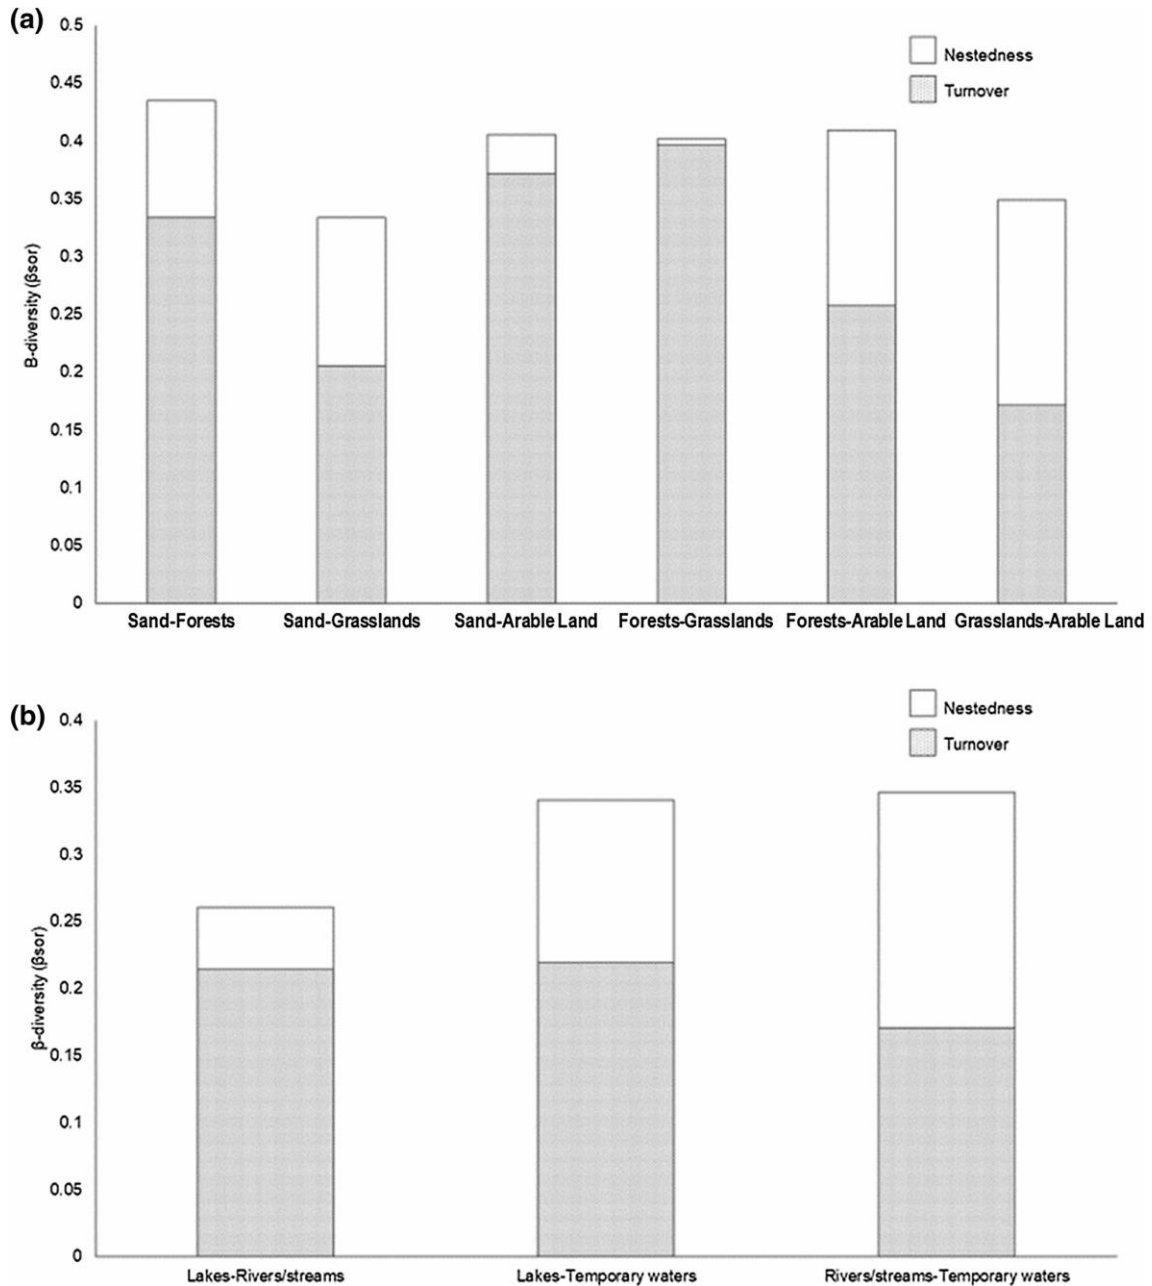 (a)
0.5
0.45
0.4
0.35
0.3
0.25
0.2
0.15
0.1
0.05
0
B-diversity (βsor)
Nestedness
Turnover
Sand-Forests Sand-Grasslands Sand-Arable Land Forests-Grasslands Forests-Arable Land Grasslands-Arable Land
(b)
0.4
0.35
0.3
0.25
0.2
0.15
0.1
0.05
0
β-diversity (βsor)
Nestedness
Turnover
Lakes-Rivers/streams Lakes-Temporary waters Rivers/streams-Temporary waters